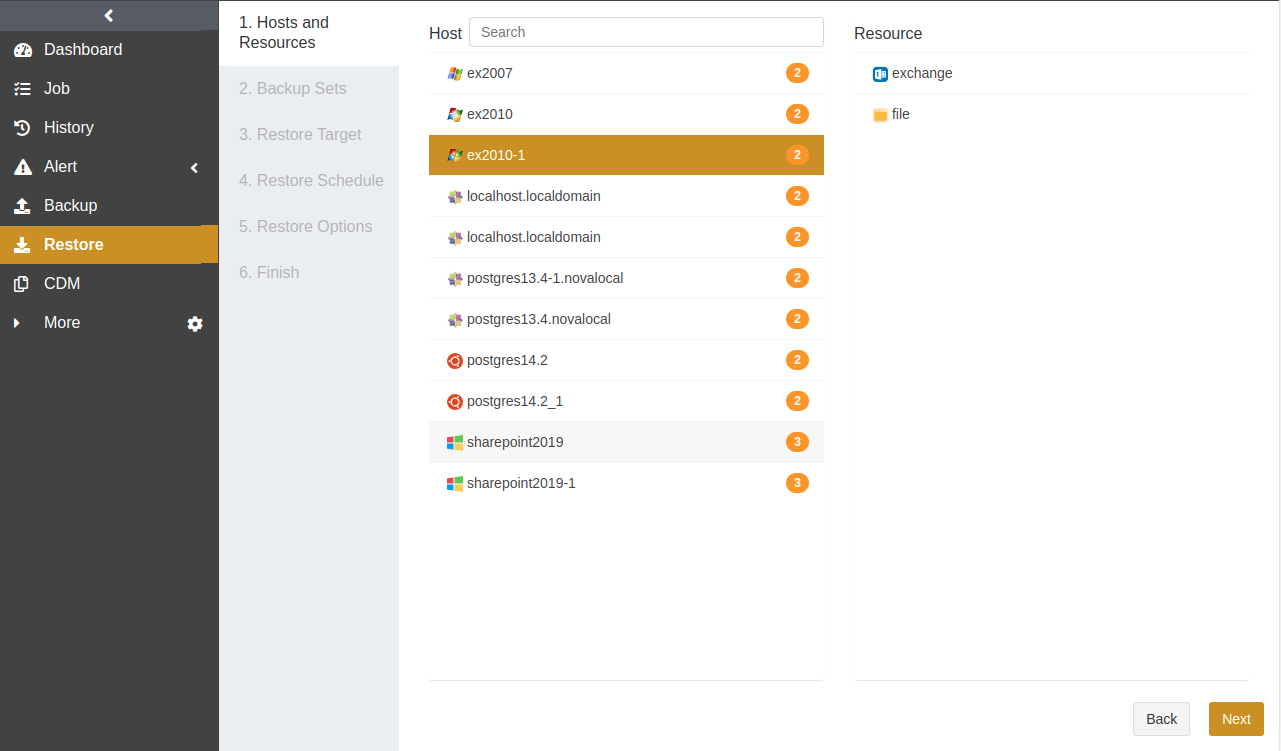 Dashboard
Job
History
Alert
Backup
Restore
CDM
More
1. Hosts and
Resources
2. Backup Sets
3. Restore Target
4. Restore Schedule
5. Restore Options
6. Finish
Host Search
ex2007 2
ex2010 2
ex2010-1 2
localhost.localdomain 2
localhost.localdomain 2
postgres13.4-1.novalocal 2
postgres13.4.novalocal 2
postgres14.2 2
postgres14.2_1 2
sharepoint2019 3
sharepoint2019-1 3
Resource
exchange
file
Back Next